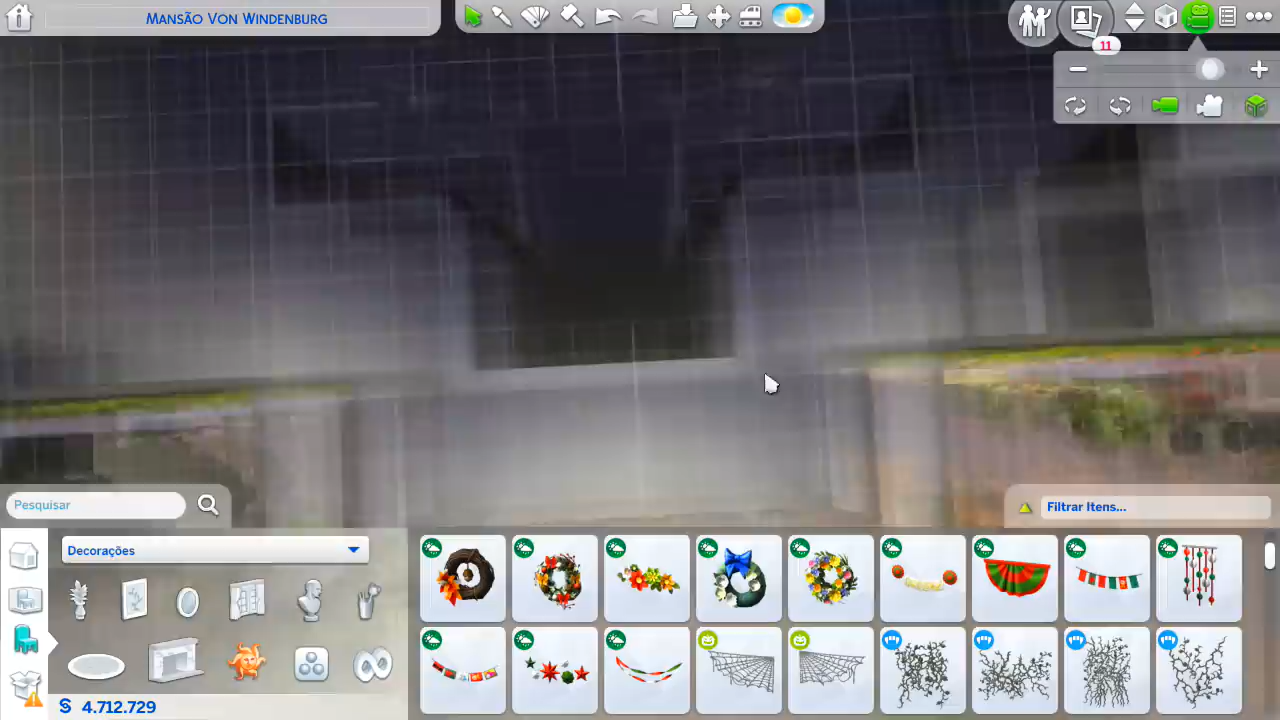 Mansão Von Windenburg
11
Pesquisar
Filtrar Itens...
Decorações
§ 4.712.729